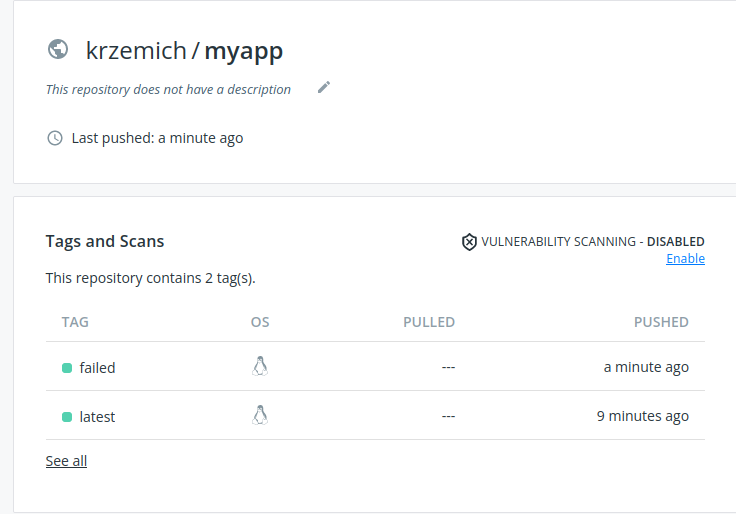 krzemich / myapp
This repository does not have a description
Last pushed: a minute ago
Tags and Scans
VULNERABILITY SCANNING - DISABLED
Enable
This repository contains 2 tag(s).
TAG OS PULLED PUSHED
failed --- a minute ago
latest --- 9 minutes ago
See all